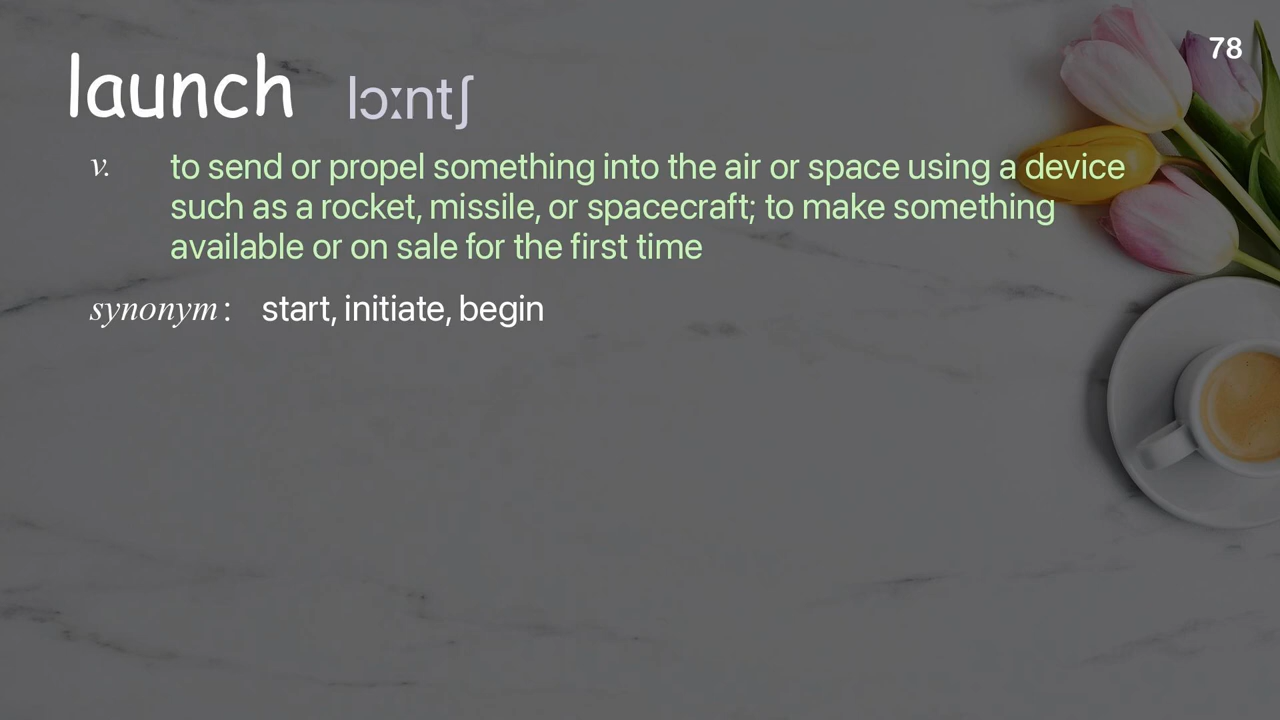 78
launch lɔːntʃ
v. to send or propel something into the air or space using a device
such as a rocket, missile, or spacecraft; to make something
available or on sale for the first time
synonym : start, initiate, begin